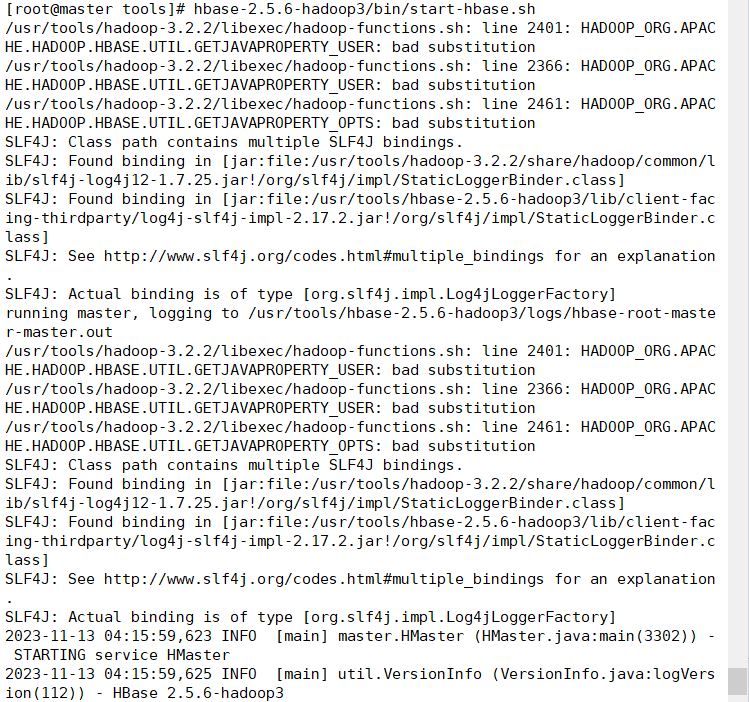 [root@master tools]# hbase-2.5.6-hadoop3/bin/start-hbase.sh
/usr/tools/hadoop-3.2.2/libexec/hadoop-functions.sh: line 2401: HADOOP_ORG.APAC
HE.HADOOP.HBASE.UTIL.GETJAVAPROPERTY_USER: bad substitution
/usr/tools/hadoop-3.2.2/libexec/hadoop-functions.sh: line 2366: HADOOP_ORG.APAC
HE.HADOOP.HBASE.UTIL.GETJAVAPROPERTY_USER: bad substitution
/usr/tools/hadoop-3.2.2/libexec/hadoop-functions.sh: line 2461: HADOOP_ORG.APAC
HE.HADOOP.HBASE.UTIL.GETJAVAPROPERTY_OPTS: bad substitution
SLF4J: Class path contains multiple SLF4J bindings.
SLF4J: Found binding in [jar:file:/usr/tools/hadoop-3.2.2/share/hadoop/common/l
ib/slf4j-log4j12-1.7.25.jar!/org/slf4j/impl/StaticLoggerBinder.class]
SLF4J: Found binding in [jar:file:/usr/tools/hbase-2.5.6-hadoop3/lib/client-fac
ing-thirdparty/log4j-slf4j-impl-2.17.2.jar!/org/slf4j/impl/StaticLoggerBinder.c
lass]
SLF4J: See http://www.slf4j.org/codes.html#multiple_bindings for an explanation
.
SLF4J: Actual binding is of type [org.slf4j.impl.Log4jLoggerFactory]
running master, logging to /usr/tools/hbase-2.5.6-hadoop3/logs/hbase-root-maste
r-master.out
/usr/tools/hadoop-3.2.2/libexec/hadoop-functions.sh: line 2401: HADOOP_ORG.APAC
HE.HADOOP.HBASE.UTIL.GETJAVAPROPERTY_USER: bad substitution
/usr/tools/hadoop-3.2.2/libexec/hadoop-functions.sh: line 2366: HADOOP_ORG.APAC
HE.HADOOP.HBASE.UTIL.GETJAVAPROPERTY_USER: bad substitution
/usr/tools/hadoop-3.2.2/libexec/hadoop-functions.sh: line 2461: HADOOP_ORG.APAC
HE.HADOOP.HBASE.UTIL.GETJAVAPROPERTY_OPTS: bad substitution
SLF4J: Class path contains multiple SLF4J bindings.
SLF4J: Found binding in [jar:file:/usr/tools/hadoop-3.2.2/share/hadoop/common/l
ib/slf4j-log4j12-1.7.25.jar!/org/slf4j/impl/StaticLoggerBinder.class]
SLF4J: Found binding in [jar:file:/usr/tools/hbase-2.5.6-hadoop3/lib/client-fac
ing-thirdparty/log4j-slf4j-impl-2.17.2.jar!/org/slf4j/impl/StaticLoggerBinder.c
lass]
SLF4J: See http://www.slf4j.org/codes.html#multiple_bindings for an explanation
.
SLF4J: Actual binding is of type [org.slf4j.impl.Log4jLoggerFactory]
2023-11-13 04:15:59,623 INFO  [main] master.HMaster (HMaster.java:main(3302)) -
 STARTING service HMaster
2023-11-13 04:15:59,625 INFO  [main] util.VersionInfo (VersionInfo.java:logVers
ion(112)) - HBase 2.5.6-hadoop3